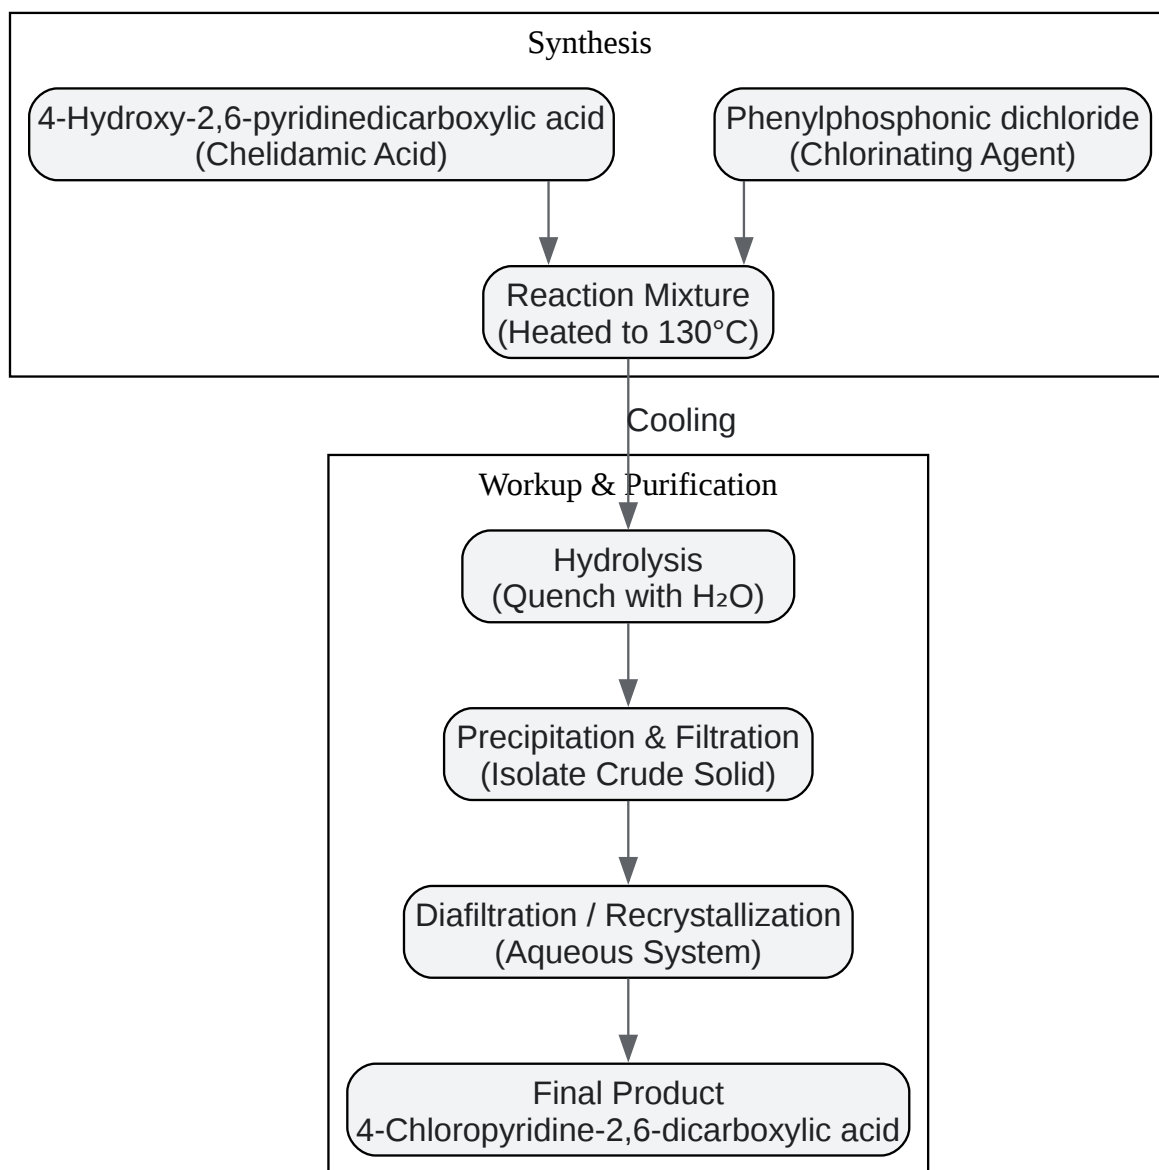 Synthesis
4-Hydroxy-2,6-pyridinedicarboxylic acid
(Chelidamic Acid)
Phenylphosphonic dichloride
(Chlorinating Agent)
Reaction Mixture
(Heated to 130°C)
Cooling
Workup & Purification
Hydrolysis
(Quench with H₂O)
Precipitation & Filtration
(Isolate Crude Solid)
Diafiltration / Recrystallization
(Aqueous System)
Final Product
4-Chloropyridine-2,6-dicarboxylic acid